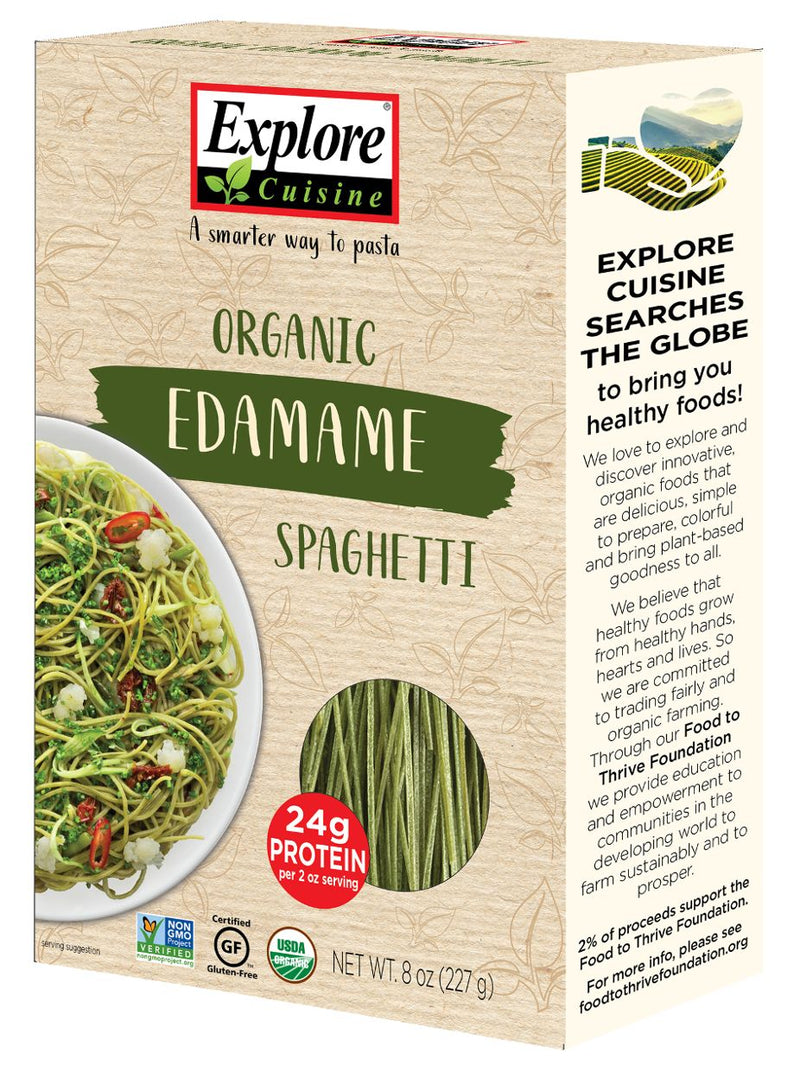 ORGANIC EDAMAME SPAGHETTI
Explore®
Cuisine
A smarter way to pasta
ORGANIC
EDAMAME
SPAGHETTI
24g
PROTEIN
per 2 oz serving
serving suggestion
NON
GMO
Project
VERIFIED
nongmoproject.org
Certified
GF
Gluten-Free
USDA
ORGANIC
NET WT. 8 oz (227 g)
EXPLORE
CUISINE
SEARCHES
THE GLOBE
to bring you
healthy foods!
We love to explore and
discover innovative,
organic foods that
are delicious, simple
to prepare, colorful
and bring plant-based
goodness to all.
We believe that
healthy foods grow
from healthy hands,
hearts and lives. So
we are committed
to trading fairly and
organic farming.
Through our Food to
Thrive Foundation
we provide education
and empowerment to
communities in the
developing world to
farm sustainably and to
prosper.
2% of proceeds support the
Food to Thrive Foundation.
For more info, please see
foodtothrivefoundation.org